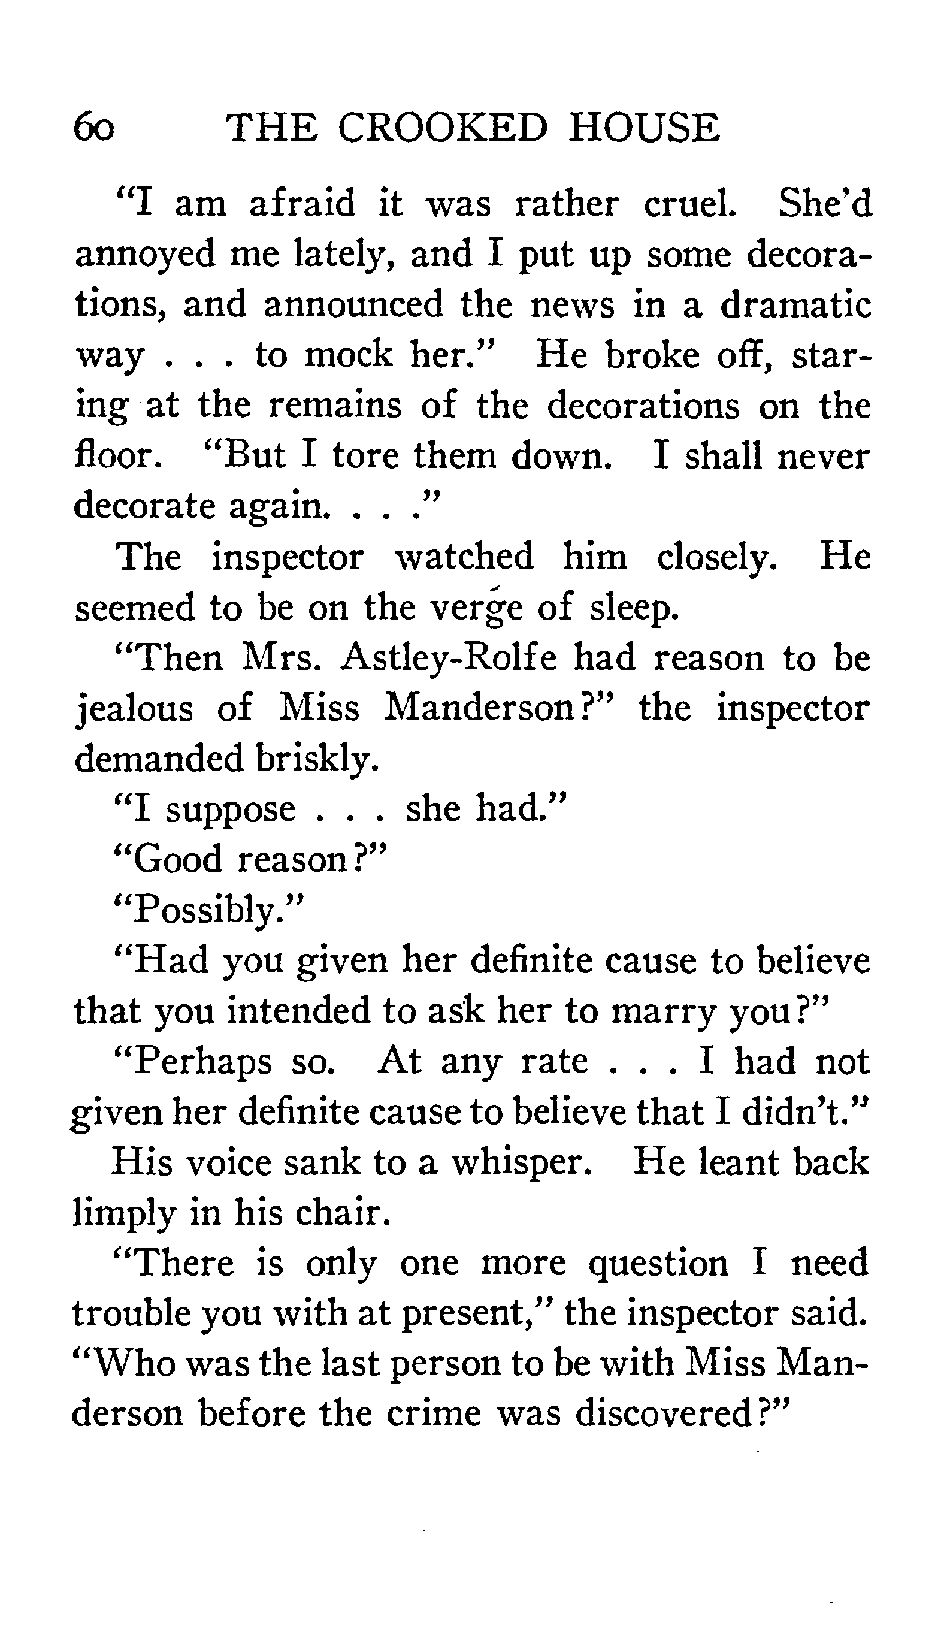 60 THE CROOKED HOUSE
"I am afraid it was rather cruel. She'd
annoyed me lately, and I put up some decora-
tions, and announced the news in a dramatic
way . . . to mock her." He broke off, star-
ing at the remains of the decorations on the
floor. "But I tore them down. I shall never
decorate again. . . ."
The inspector watched him closely. He
seemed to be on the verge of sleep.
"Then Mrs. Astley-Rolfe had reason to be
jealous of Miss Manderson?" the inspector
demanded briskly.
"I suppose . . . she had."
"Good reason?"
"Possibly."
"Had you given her definite cause to believe
that you intended to ask her to marry you?"
"Perhaps so. At any rate . . . I had not
given her definite cause to believe that I didn't."
His voice sank to a whisper. He leant back
limply in his chair.
"There is only one more question I need
trouble you with at present," the inspector said.
"Who was the last person to be with Miss Man-
derson before the crime was discovered?"